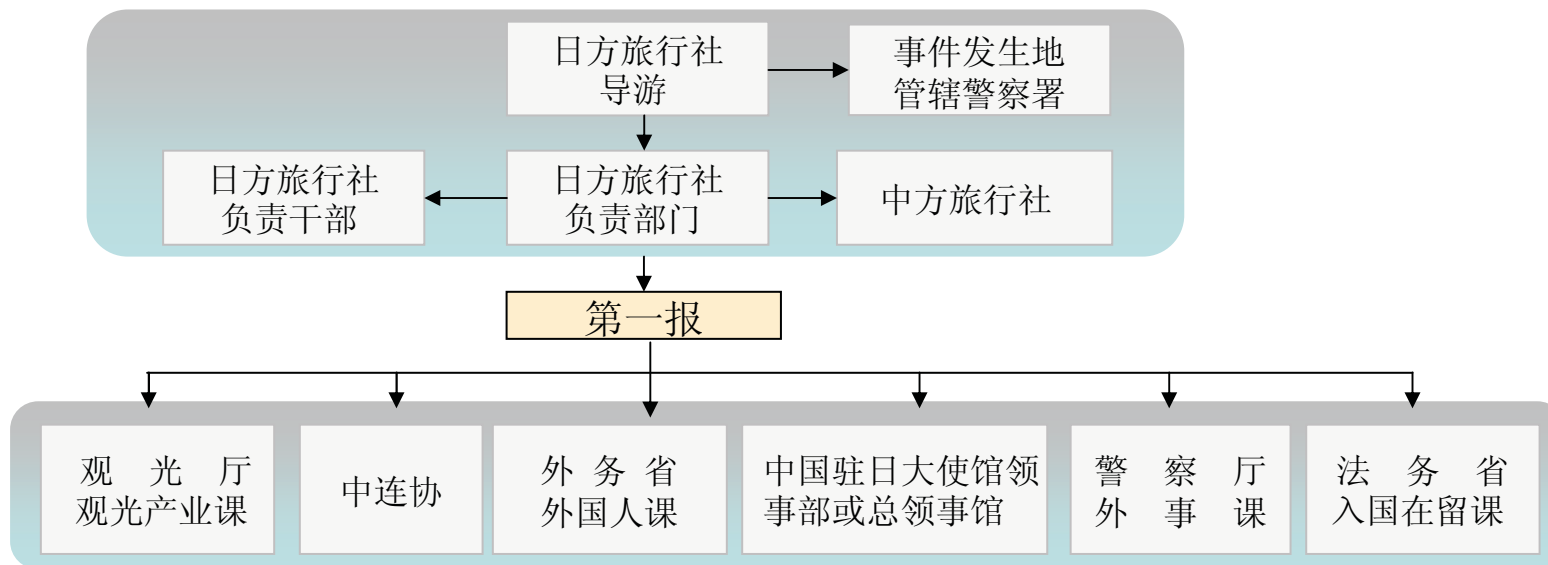 日方旅行社
导游
事件发生地
管辖警察署
日方旅行社
负责干部
日方旅行社
负责部门
中方旅行社
第一报
观 光 厅
观光产业课
中连协
外 务 省
外国人课
中国驻日大使馆领
事部或总领事馆
警 察 厅
外 事 课
法 务 省
入国在留课